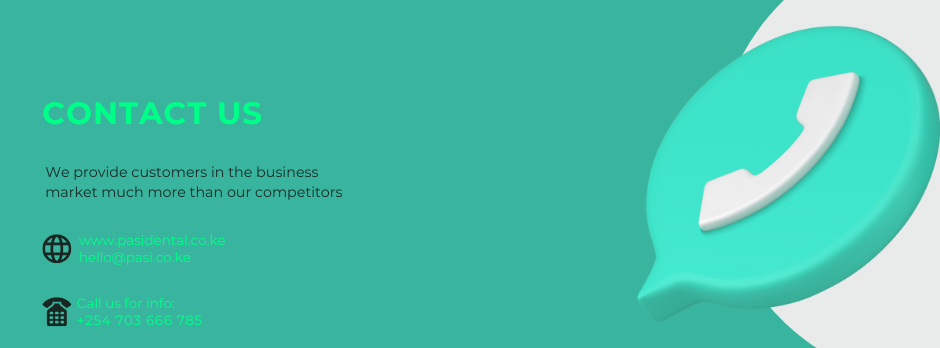 CONTACT US
We provide customers in the business
market much more than our competitors
www.pasidental.co.ke
hello@pasi.co.ke
Call us for info:
+254 703 666 785